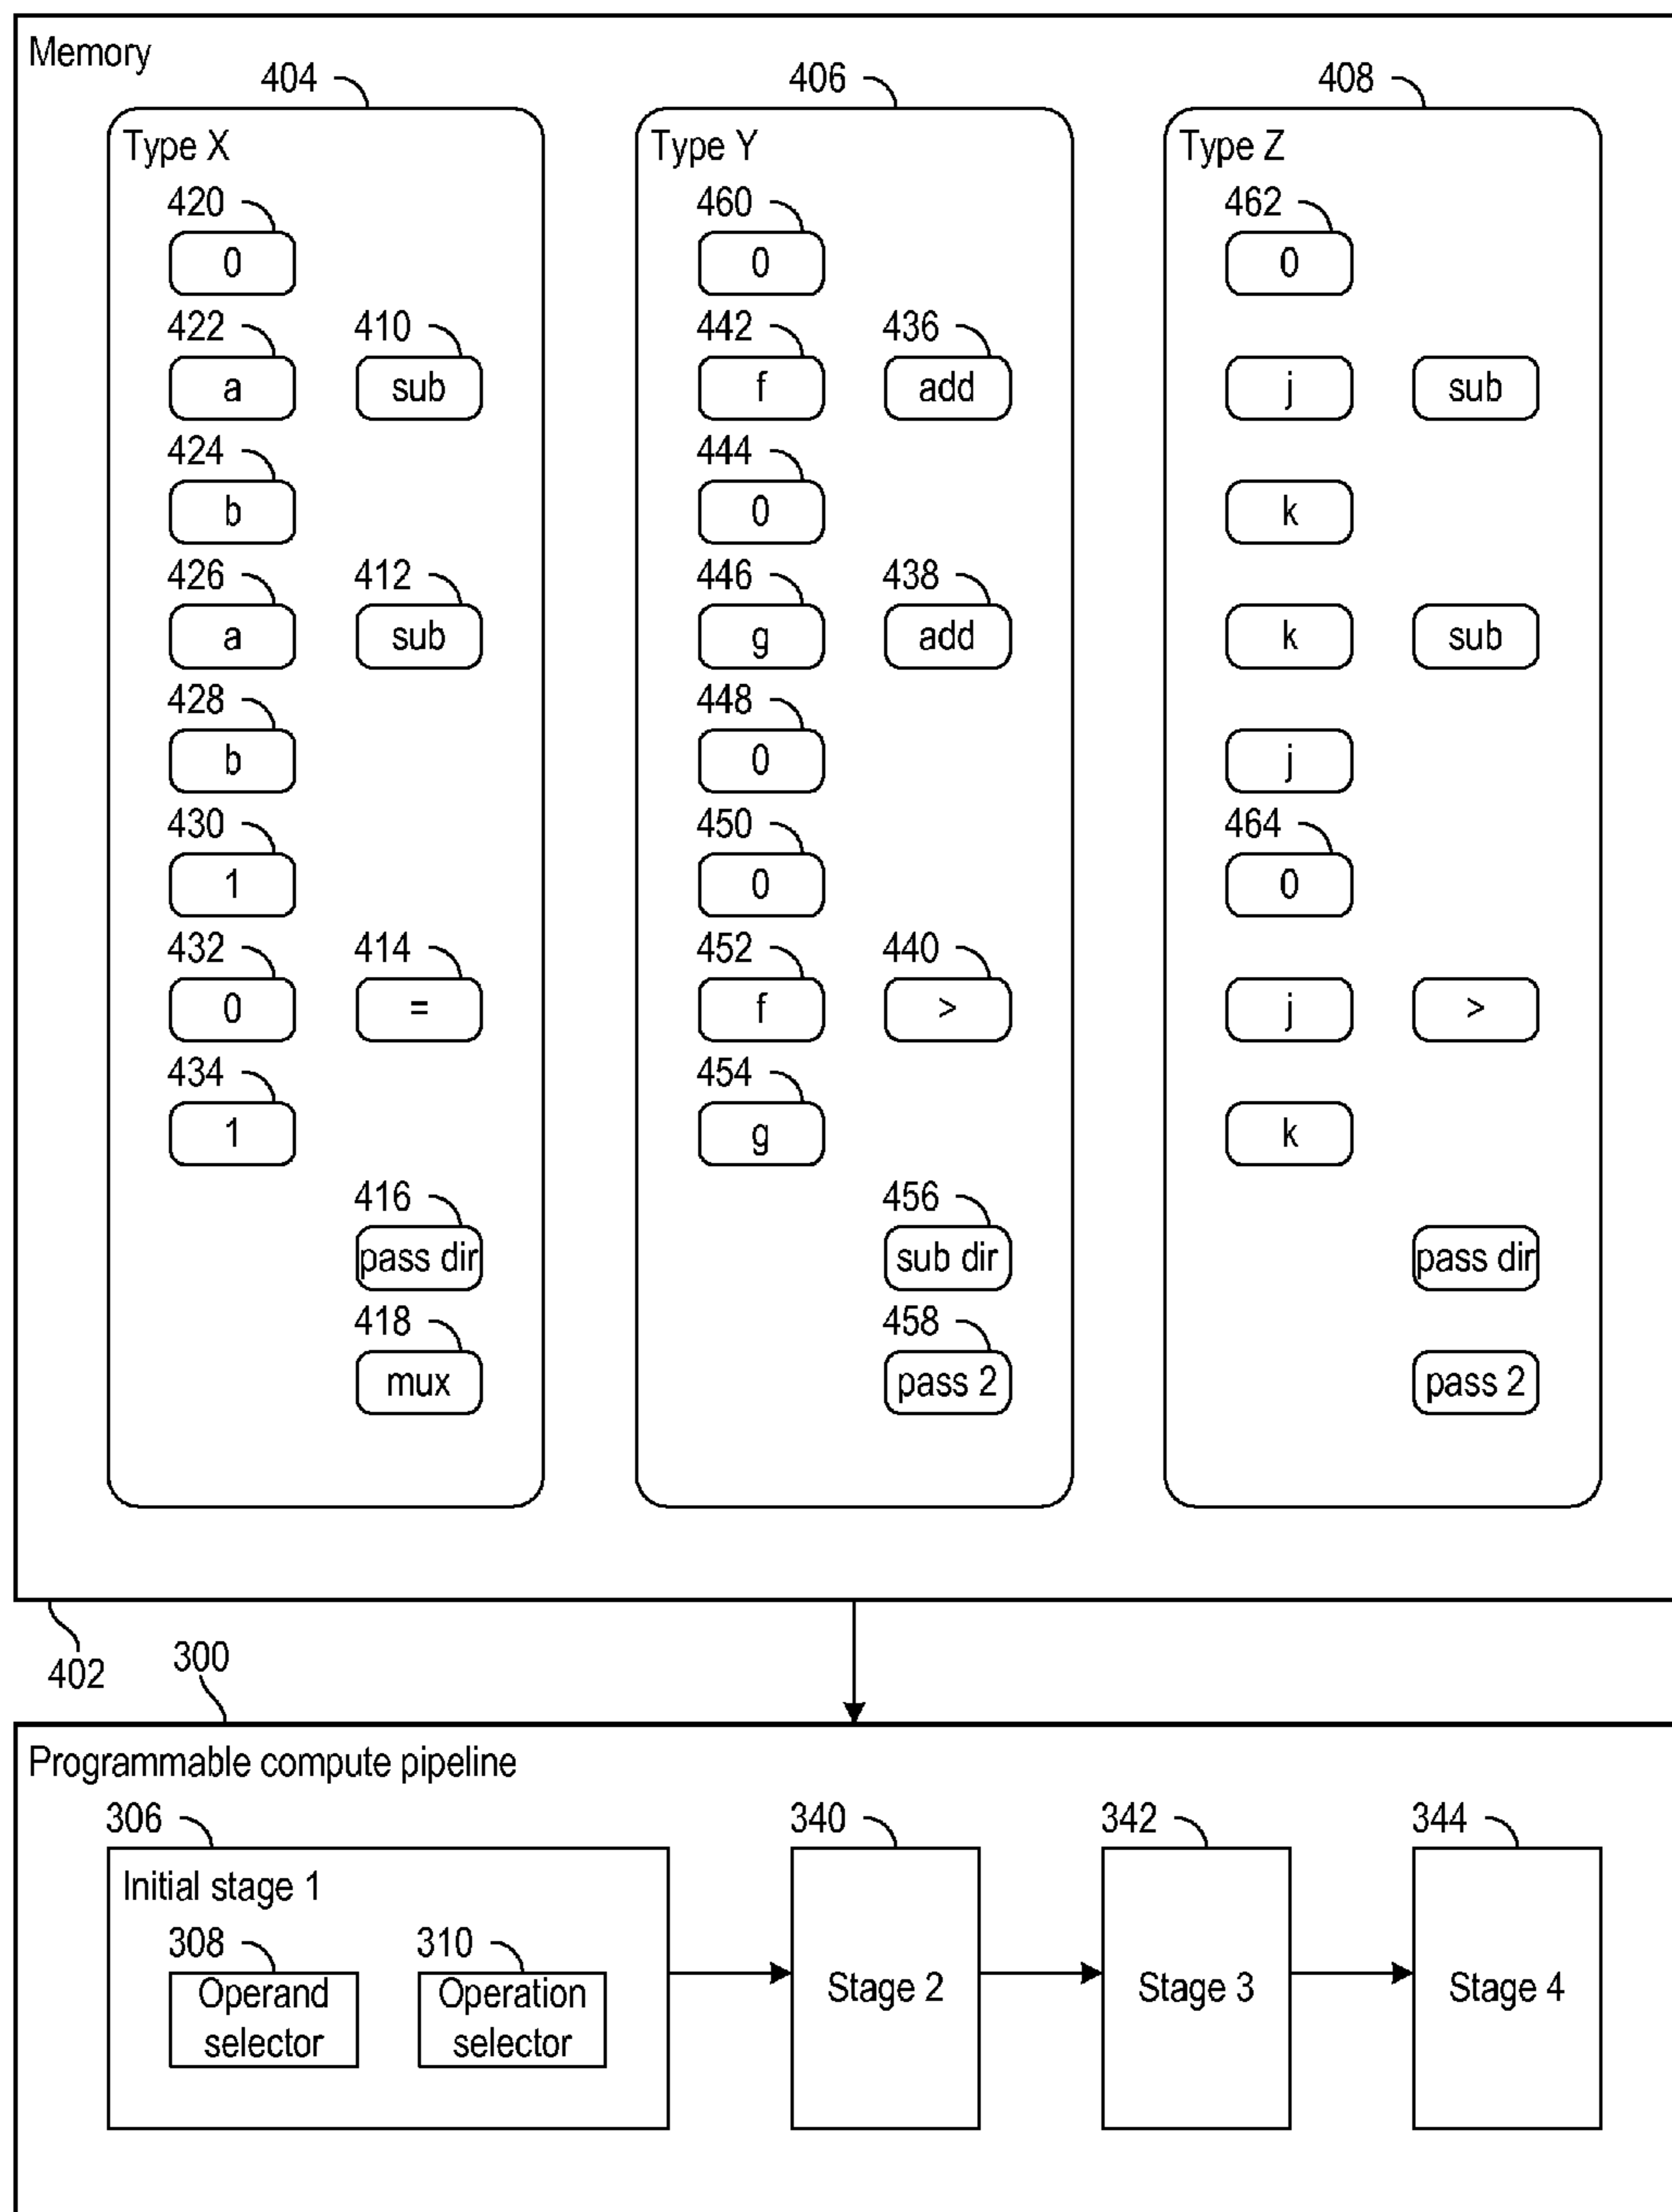 Memory
404 406 408
Type X Type Y Type Z
420 460 462
0 0 0
422 410 442 436
a sub f add j sub
424 444
b 0 k
426 412 446 438
a sub g add k sub
428 448
b 0 j
430 450 464
1 0 0
432 414 452 440
0 = f > j >
434 454
1 g k
416 456
pass dir sub dir pass dir
418 458
mux pass 2 pass 2
402
300
Programmable compute pipeline
306 340 342 344
Initial stage 1
308 310
Operand
selector
Operation
selector
Stage 2 Stage 3 Stage 4